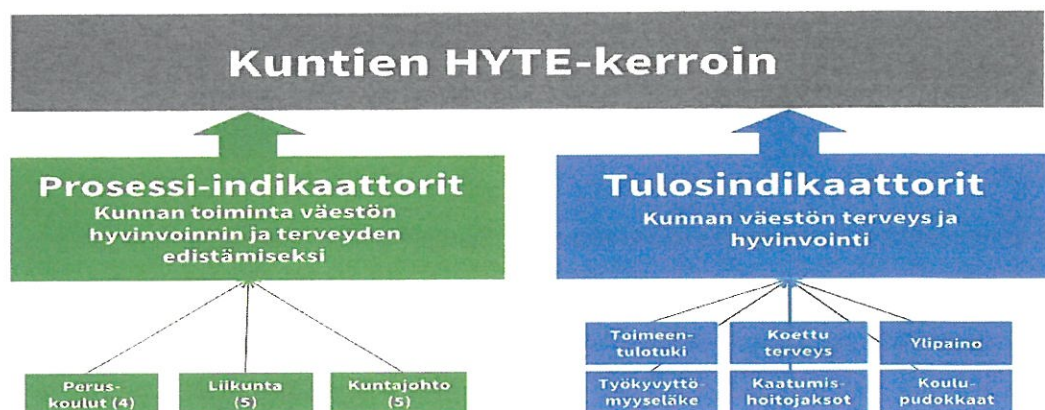 Kuntien HYTE-kerroin
Prosessi-indikaattorit
Kunnan toiminta väestön
hyvinvoinnin ja terveyden
edistämiseksi
Tulosindikaattorit
Kunnan väestön terveys ja
hyvinvointi
Perus-
koulut (4)
Liikunta
(5)
Kuntajohto
(5)
Toimeen-
tulotuki
Koettu
terveys
Ylipaino
Työkyvyttö-
myyseläke
Kaatumis-
hoitojaksot
Koulu-
pudokkaat